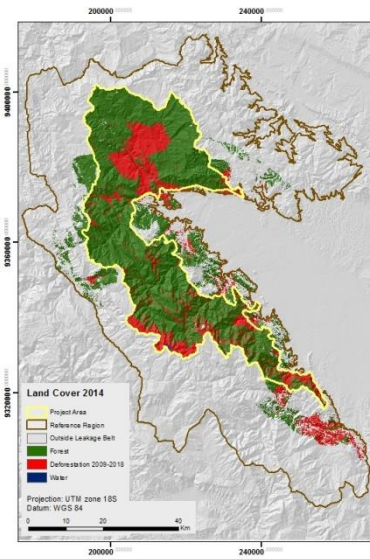 200000 240000
9400000
9360000
9320000
Land Cover 2014
Project Area
Reference Region
Outside Leakage Belt
Forest
Deforestation 2009-2018
Water
Projection: UTM zone 18S
Datum: WGS 84
0 10 20 40
Km
200000 240000